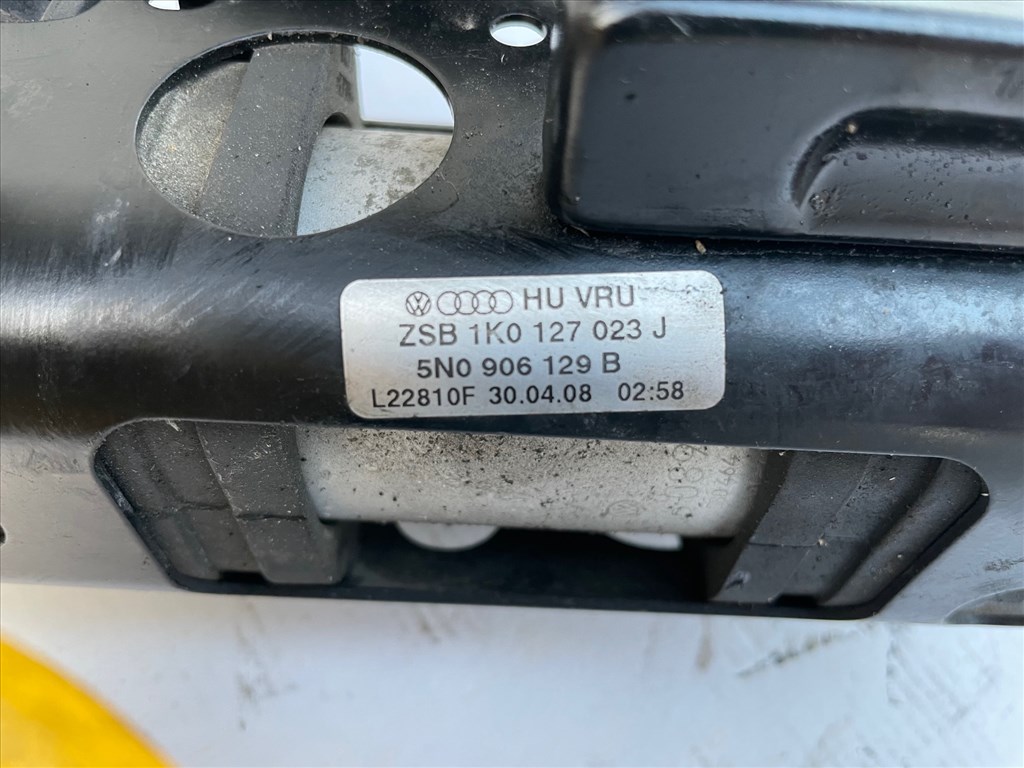 HU VRU
ZSB 1K0 127 023 J
5N0 906 129 B
L22810F 30.04.08 02:58